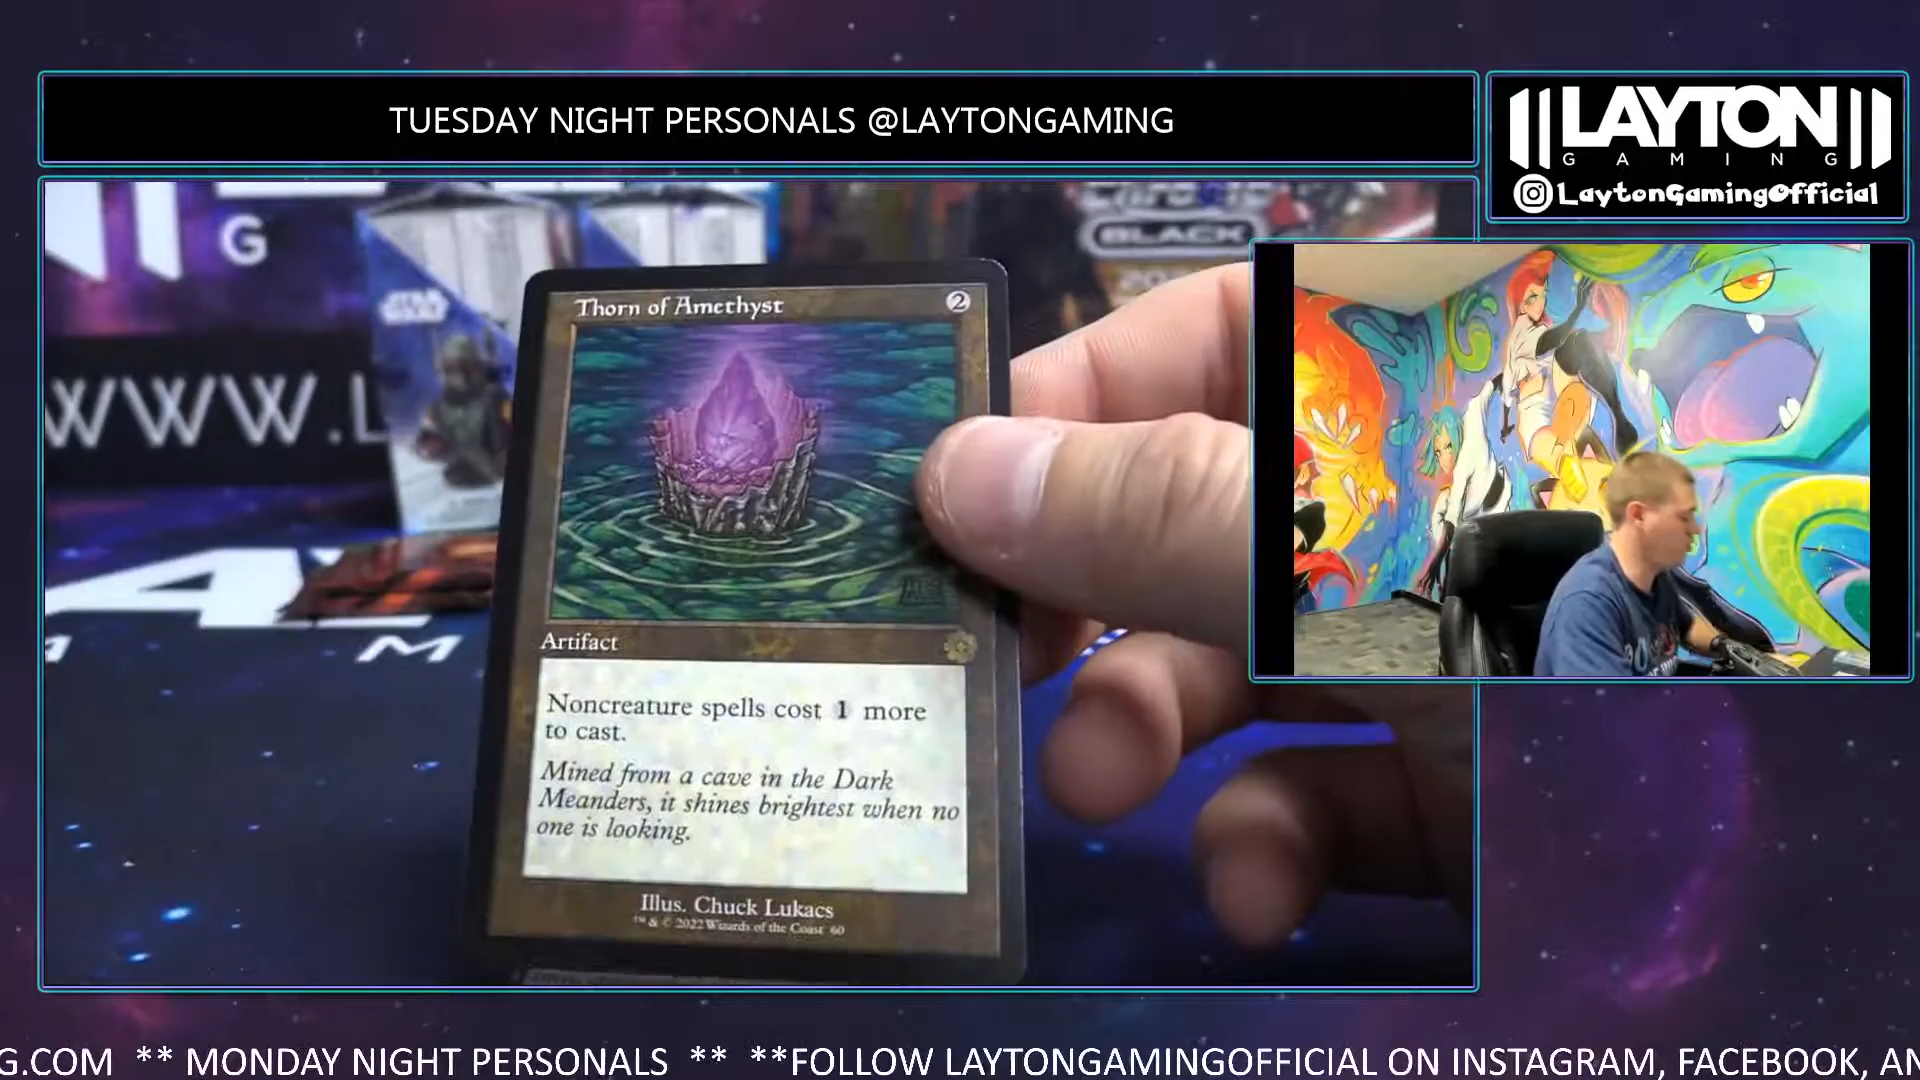 TUESDAY NIGHT PERSONALS @LAYTONGAMING
LAYTON
GAMING
LaytonGamingOfficial
G
BLACK
STAR
WWW.L
A
M
Thorn of Amethyst 2
Artifact
Noncreature spells cost 1 more
to cast.
Mined from a cave in the Dark
Meanders, it shines brightest when no
one is looking.
Illus. Chuck Lukacs
™ & © 2022 Wizards of the Coast 60
G.COM ** MONDAY NIGHT PERSONALS ** **FOLLOW LAYTONGAMINGOFFICIAL ON INSTAGRAM, FACEBOOK, AN